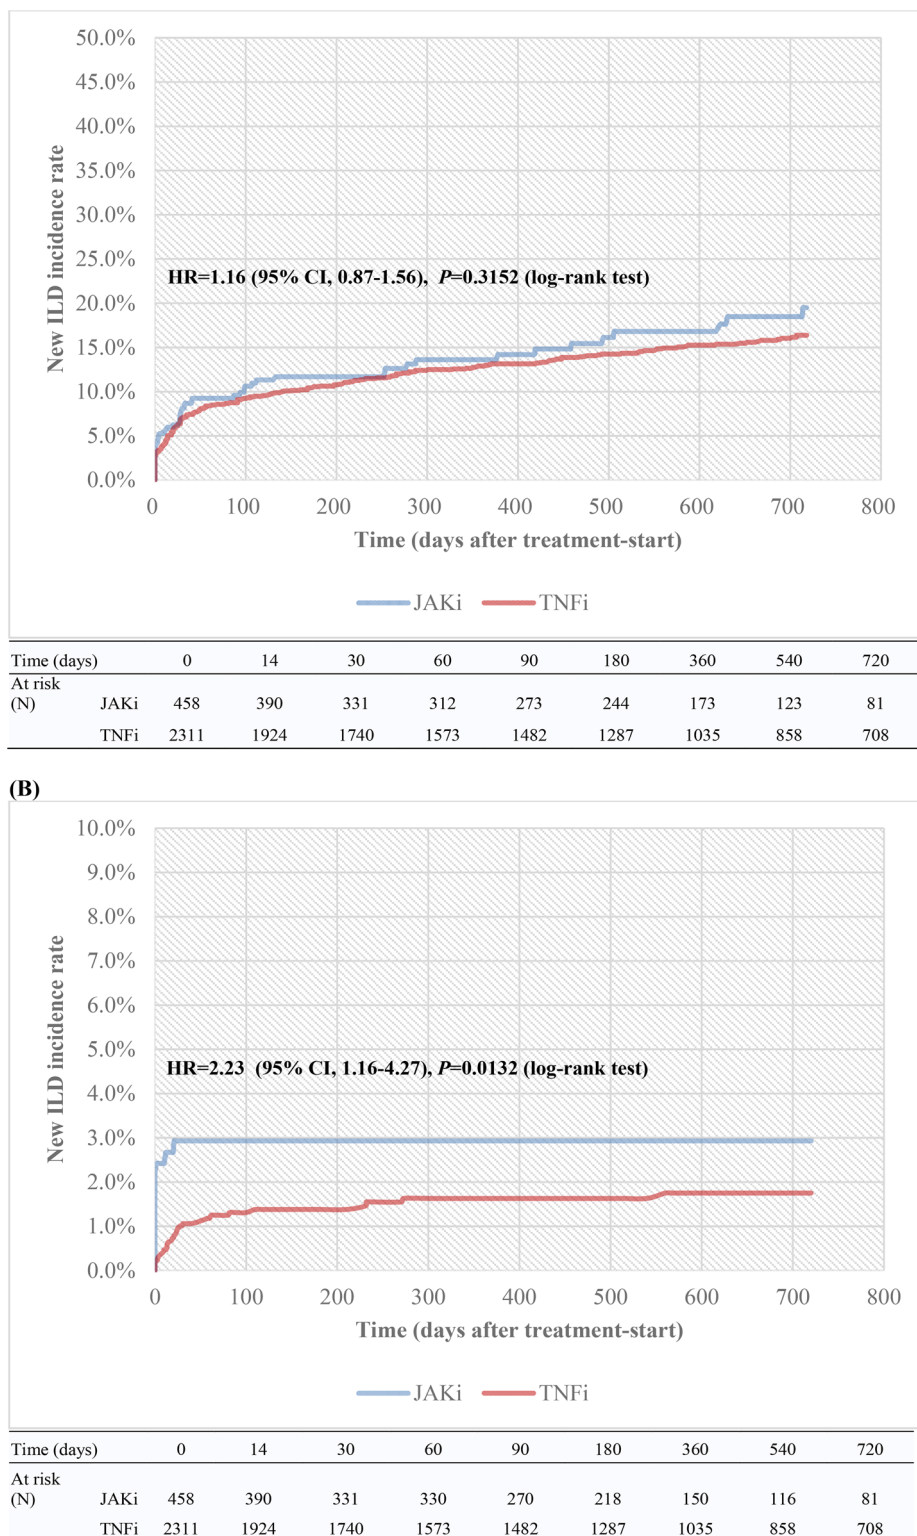 50.0%
45.0%
40.0%
35.0%
30.0%
25.0%
20.0%
15.0%
10.0%
5.0%
0.0%
New ILD incidence rate
HR=1.16 (95% CI, 0.87-1.56), P=0.3152 (log-rank test)
0 100 200 300 400 500 600 700 800
Time (days after treatment-start)
JAKi TNFi
Time (days) 0 14 30 60 90 180 360 540 720
At risk
(N) JAKi 458 390 331 312 273 244 173 123 81
TNFi 2311 1924 1740 1573 1482 1287 1035 858 708
(B)
10.0%
9.0%
8.0%
7.0%
6.0%
5.0%
4.0%
3.0%
2.0%
1.0%
0.0%
New ILD incidence rate
HR=2.23 (95% CI, 1.16-4.27), P=0.0132 (log-rank test)
0 100 200 300 400 500 600 700 800
Time (days after treatment-start)
JAKi TNFi
Time (days) 0 14 30 60 90 180 360 540 720
At risk
(N) JAKi 458 390 331 330 270 218 150 116 81
TNFi 2311 1924 1740 1573 1482 1287 1035 858 708